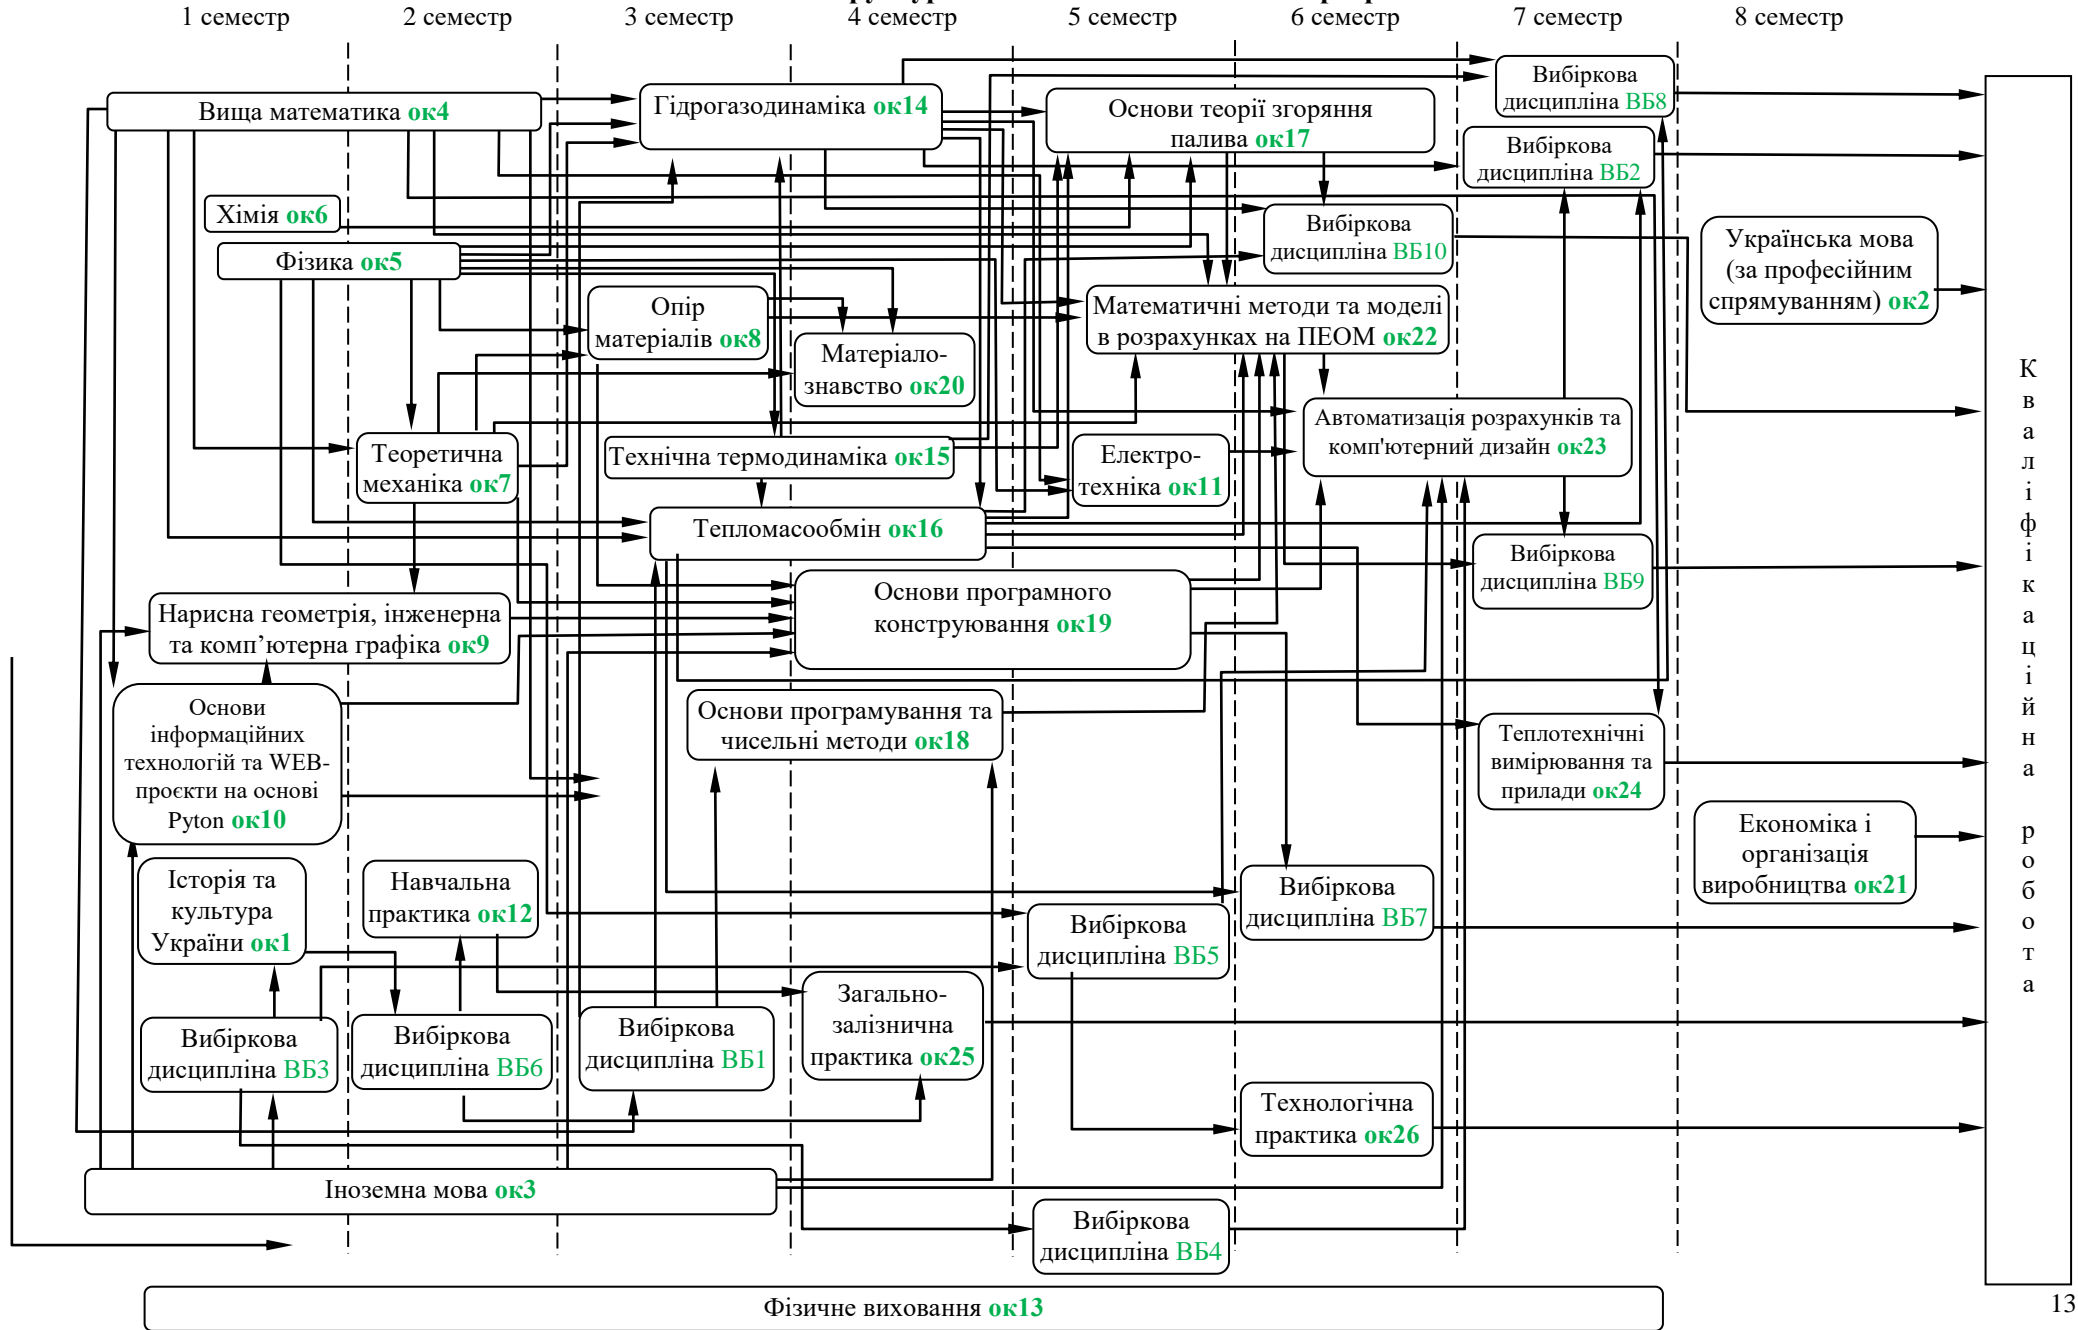 1 семестр
2 семестр
3 семестр
4 семестр
5 семестр
6 семестр
7 семестр
8 семестр
Вища математика ок4
Гідрогазодинаміка ок14
Основи теорії згоряння
палива ок17
Вибіркова
дисципліна ВБ8
Вибіркова
дисципліна ВБ2
Хімія ок6
Фізика ок5
Вибіркова
дисципліна ВБ10
Українська мова
(за професійним
спрямуванням) ок2
Опір
матеріалів ок8
Матеріало-
знавство ок20
Математичні методи та моделі
в розрахунках на ПЕОМ ок22
Автоматизація розрахунків та
комп'ютерний дизайн ок23
Теоретична
механіка ок7
Технічна термодинаміка ок15
Електро-
техніка ок11
Тепломасообмін ок16
Вибіркова
дисципліна ВБ9
Нарисна геометрія, інженерна
та комп’ютерна графіка ок9
Основи програмного
конструювання ок19
Основи
інформаційних
технологій та WEB-
проєкти на основі
Pyton ок10
Основи програмування та
чисельні методи ок18
Теплотехнічні
вимірювання та
прилади ок24
Економіка і
організація
виробництва ок21
Історія та
культура
України ок1
Навчальна
практика ок12
Вибіркова
дисципліна ВБ7
Вибіркова
дисципліна ВБ5
Загально-
залізнична
практика ок25
Вибіркова
дисципліна ВБ3
Вибіркова
дисципліна ВБ6
Вибіркова
дисципліна ВБ1
Технологічна
практика ок26
Іноземна мова ок3
Вибіркова
дисципліна ВБ4
Фізичне виховання ок13
К
в
а
л
і
ф
і
к
а
ц
і
й
н
а
р
о
б
о
т
а
13